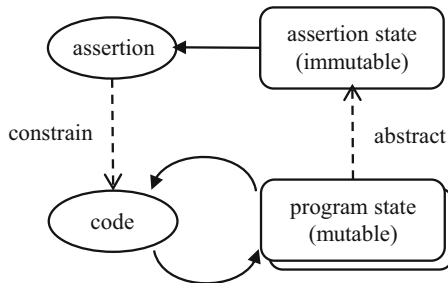 assertion
assertion state
(immutable)
constrain
abstract
code
program state
(mutable)